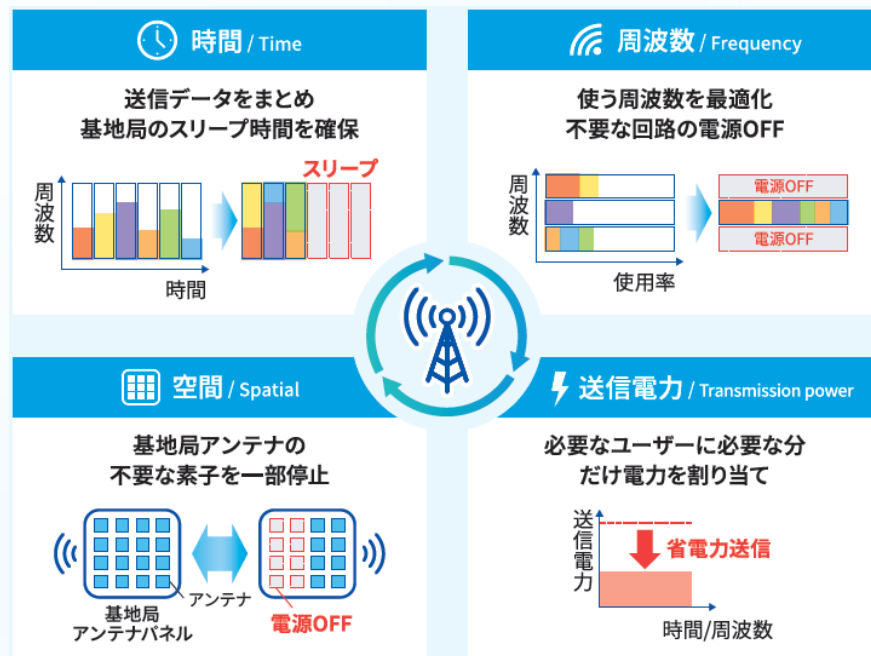 時間 / Time
送信データをまとめ
基地局のスリープ時間を確保
スリープ
周波数
時間
周波数 / Frequency
使う周波数を最適化
不要な回路の電源OFF
周波数
電源OFF
電源OFF
使用率
空間 / Spatial
基地局アンテナの
不要な素子を一部停止
アンテナ
基地局
アンテナパネル
電源OFF
送信電力 / Transmission power
必要なユーザーに必要な分
だけ電力を割り当て
送信電力
省電力送信
時間/周波数